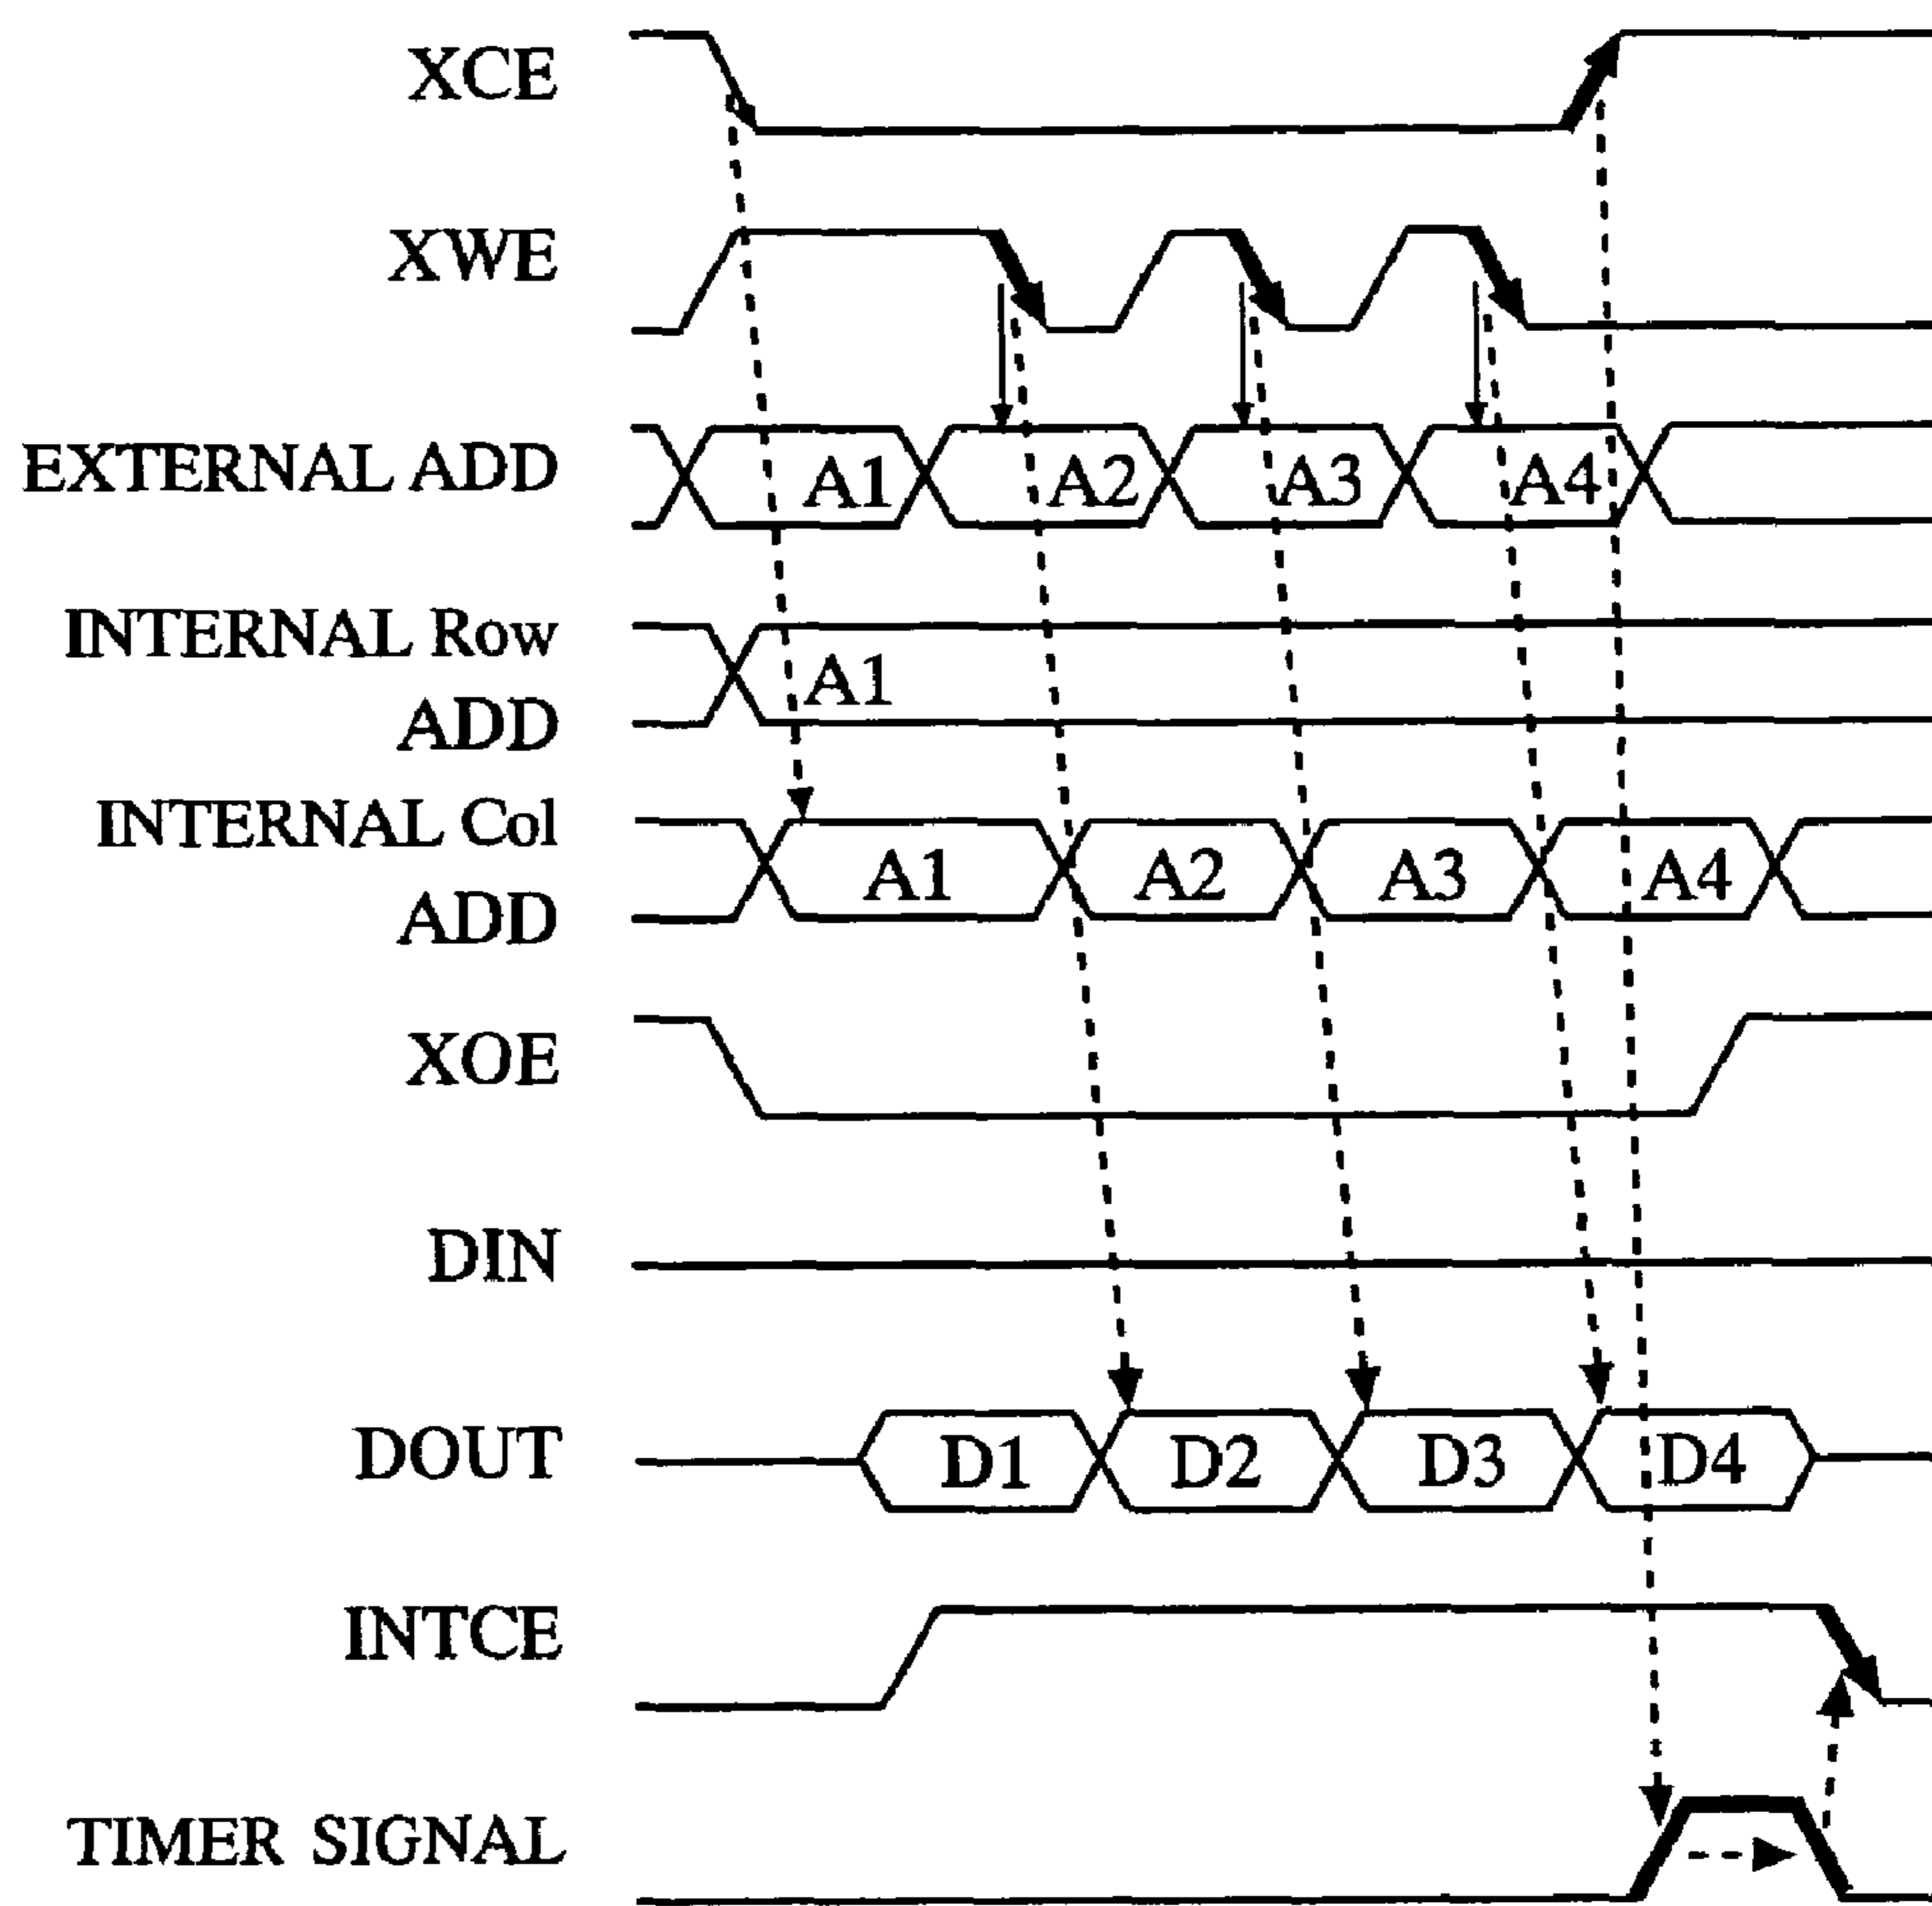 XCE
XWE
EXTERNAL ADD A1 A2 A3 A4
INTERNAL Row
ADD
A1
INTERNAL Col
ADD
A1 A2 A3 A4
XOE
DIN
DOUT D1 D2 D3 D4
INTCE
TIMER SIGNAL